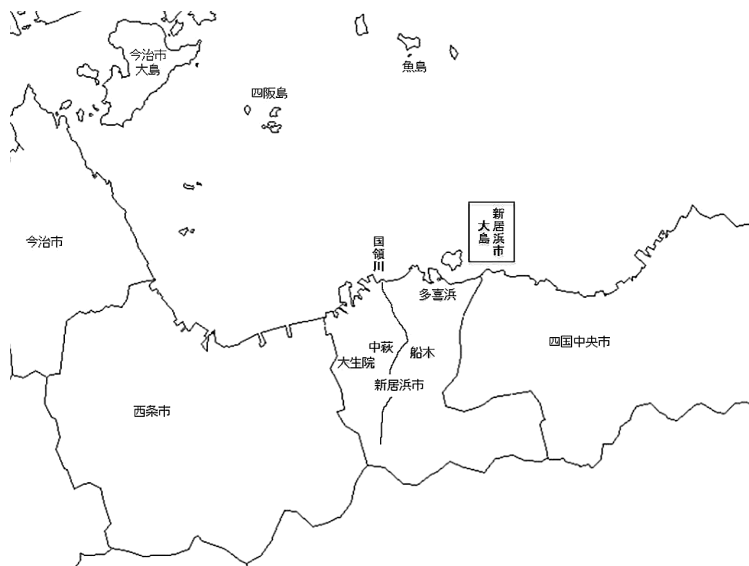 今治市
大島
四阪島
魚島
新居浜市
大島
国領川
今治市
多喜浜
四国中央市
中萩
船木
大生院
新居浜市
西条市